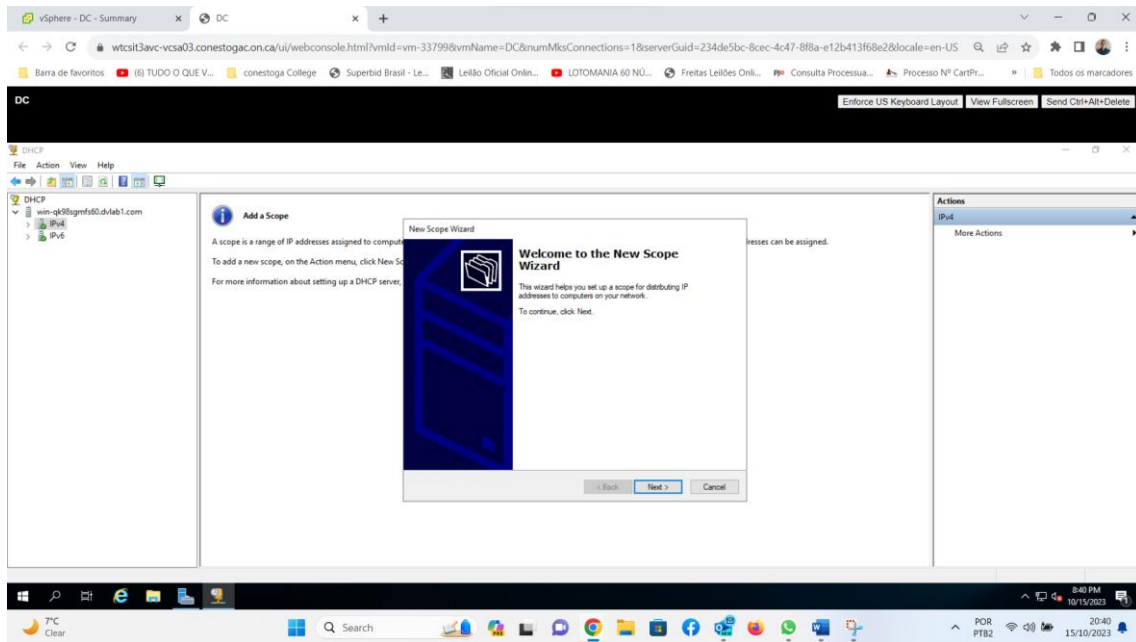 vSphere - DC - Summary
DC
wtcsit3avc-vcsa03.conestogac.on.ca/ui/webconsole.html?vmId=vm-33799&vmName=DC&numMksConnections=1&serverGuid=234de5bc-8cec-4c47-8f8a-e12b413f68e2&locale=en-US
Barra de favoritos (6) TUDO O QUE V... conestoga College Superbid Brasil - Le... Leilão Oficial Onlin... LOTOMANIA 60 NÚ... Freitas Leilões Onli... Consulta Processua... Processo Nº CartPr... » Todos os marcadores
DC Enforce US Keyboard Layout View Fullscreen Send Ctrl+Alt+Delete
DHCP
File Action View Help
DHCP
win-qk98sgmfs60.dvlab1.com
IPv4
IPv6
Add a Scope
A scope is a range of IP addresses assigned to compute
resses can be assigned.
To add a new scope, on the Action menu, click New Sc
For more information about setting up a DHCP server,
New Scope Wizard
Welcome to the New Scope
Wizard
This wizard helps you set up a scope for distributing IP
addresses to computers on your network.
To continue, click Next.
< Back Next > Cancel
Actions
IPv4
More Actions
8:40 PM
10/15/2023
7°C
Clear
Search
POR
PTB2
20:40
15/10/2023